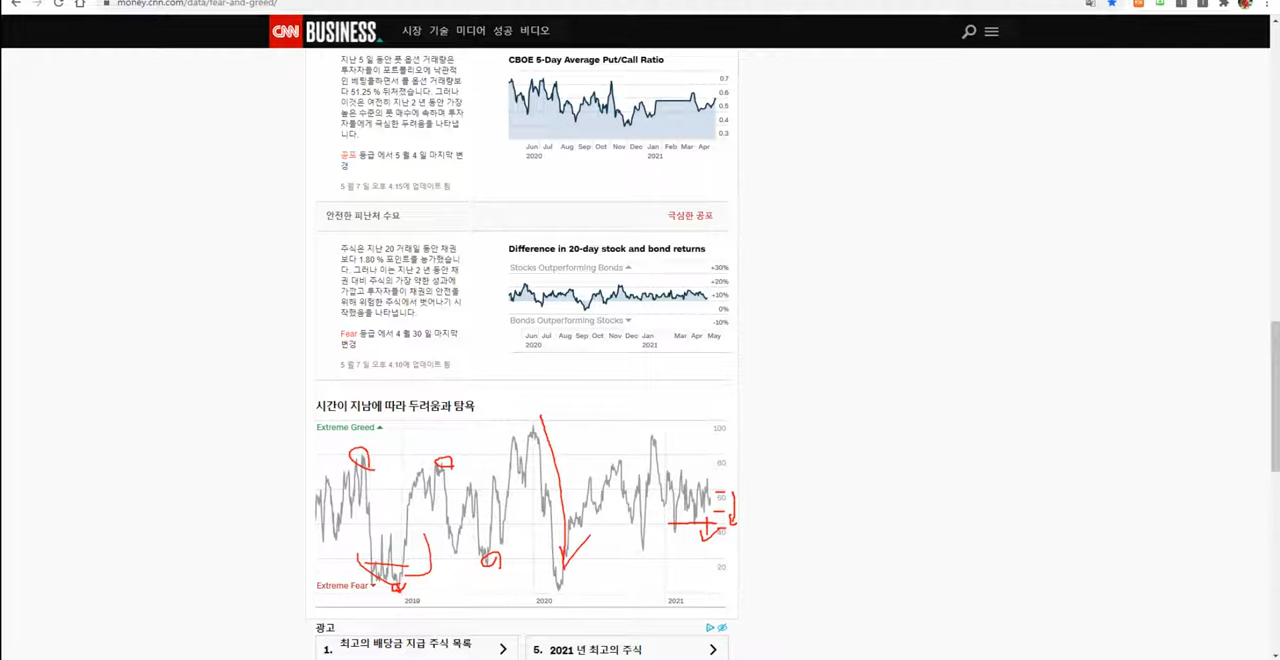 money.cnn.com/data/fear-and-greed/
CNN BUSINESS
시장 기술 미디어 성공 비디오
지난 5 일 동안 풋 옵션 거래량은
투자자들이 포트폴리오에 낙관적
인 베팅을하면서 콜 옵션 거래량보
다 51.25 % 뒤처졌습니다. 그러나
이것은 여전히 지난 2 년 동안 가장
높은 수준의 풋 매수에 속하며 투자
자들에게 극심한 두려움을 나타냅
니다.
공포 등급 에서 5 월 4 일 마지막 변
경
5 월 7 일 오후 4.15에 업데이트 됨
CBOE 5-Day Average Put/Call Ratio
0.7
0.6
0.5
0.4
0.3
Jun Jul Aug Sep Oct Nov Dec Jan Feb Mar Apr
2020 2021
안전한 피난처 수요
극심한 공포
주식은 지난 20 거래일 동안 채권
보다 1.80 % 포인트를 능가했습니
다. 그러나 이는 지난 2 년 동안 채
권 대비 주식의 가장 약한 성과에
가깝고 투자자들이 채권의 안전을
위해 위험한 주식에서 벗어나기 시
작했음을 나타냅니다.
Fear 등급 에서 4 월 30 일 마지막
변경
5 월 7 일 오후 4.10에 업데이트 됨
Difference in 20-day stock and bond returns
Stocks Outperforming Bonds
+30%
+20%
+10%
0%
-10%
Bonds Outperforming Stocks
Jun Jul Aug Sep Oct Nov Dec Jan Mar Apr May
2020 2021
시간이 지남에 따라 두려움과 탐욕
Extreme Greed
100
80
60
40
20
Extreme Fear
2019 2020 2021
광고
1. 최고의 배당금 지급 주식 목록
5. 2021 년 최고의 주식